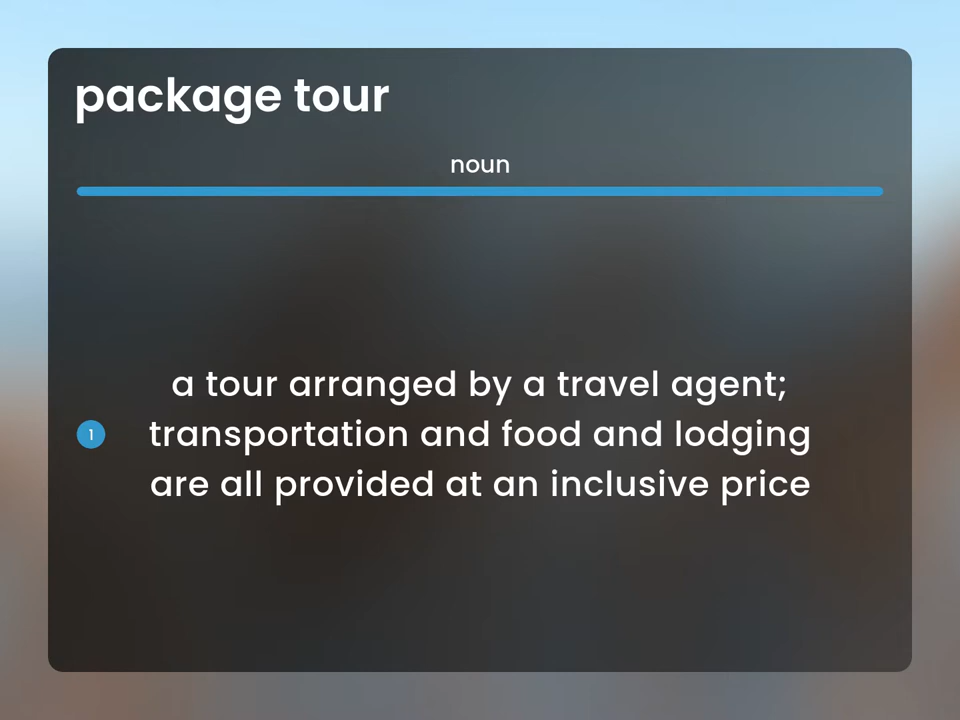 package tour
noun
a tour arranged by a travel agent;
1 transportation and food and lodging
are all provided at an inclusive price